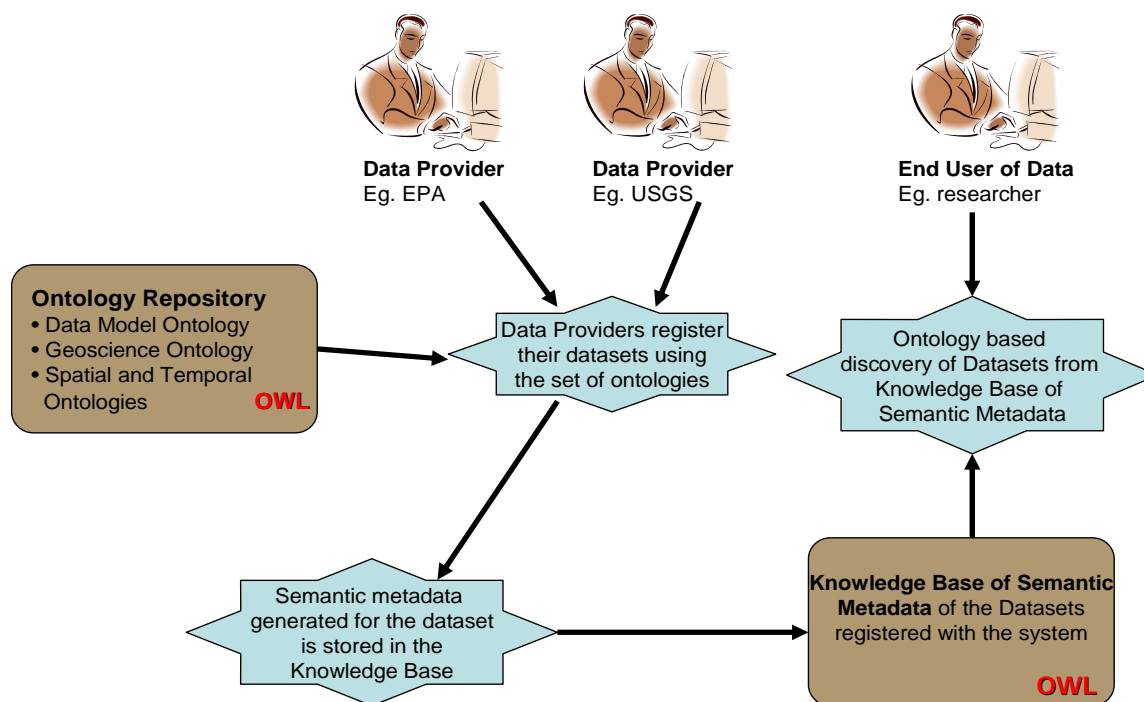 Data Provider
Eg. EPA
Data Provider
Eg. USGS
End User of Data
Eg. researcher
Ontology Repository
• Data Model Ontology
• Geoscience Ontology
• Spatial and Temporal
Ontologies
OWL
Data Providers register
their datasets using
the set of ontologies
Ontology based
discovery of Datasets from
Knowledge Base of
Semantic Metadata
Semantic metadata
generated for the dataset
is stored in the
Knowledge Base
Knowledge Base of Semantic
Metadata of the Datasets
registered with the system
OWL